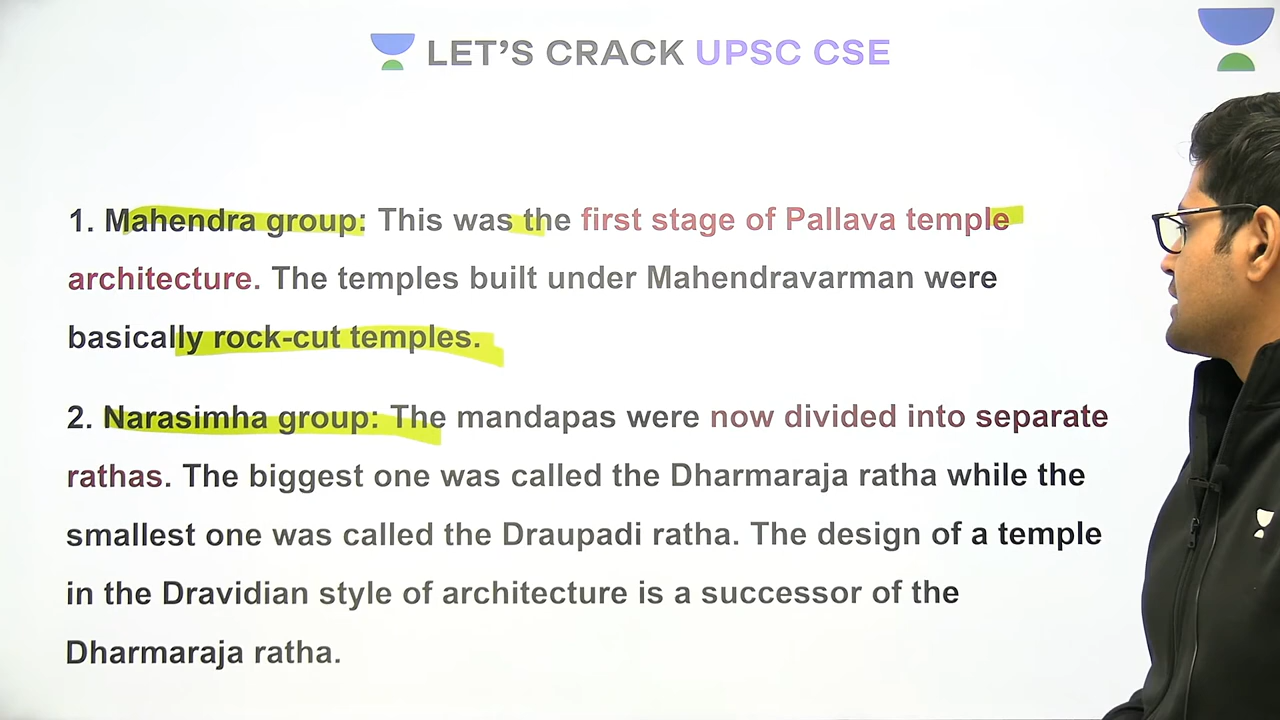 LET'S CRACK UPSC CSE
1. Mahendra group: This was the first stage of Pallava temple
architecture. The temples built under Mahendravarman were
basically rock-cut temples.
2. Narasimha group: The mandapas were now divided into separate
rathas. The biggest one was called the Dharmaraja ratha while the
smallest one was called the Draupadi ratha. The design of a temple
in the Dravidian style of architecture is a successor of the
Dharmaraja ratha.